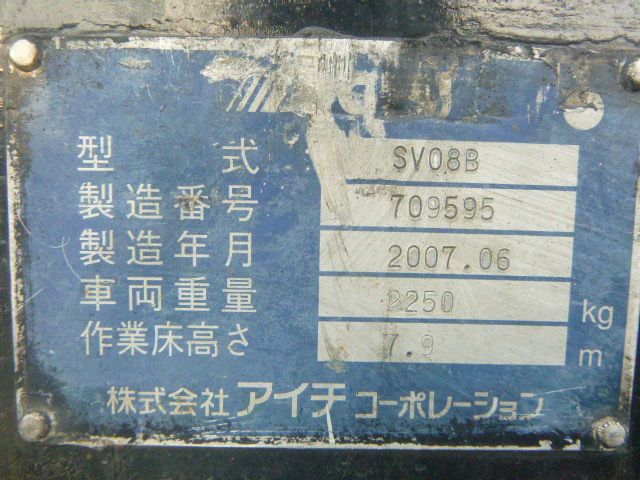 型式 SV08B
製造番号 709595
製造年月 2007.06
車両重量 2250 kg
作業床高さ 7.9 m
株式会社アイチコーポレーション